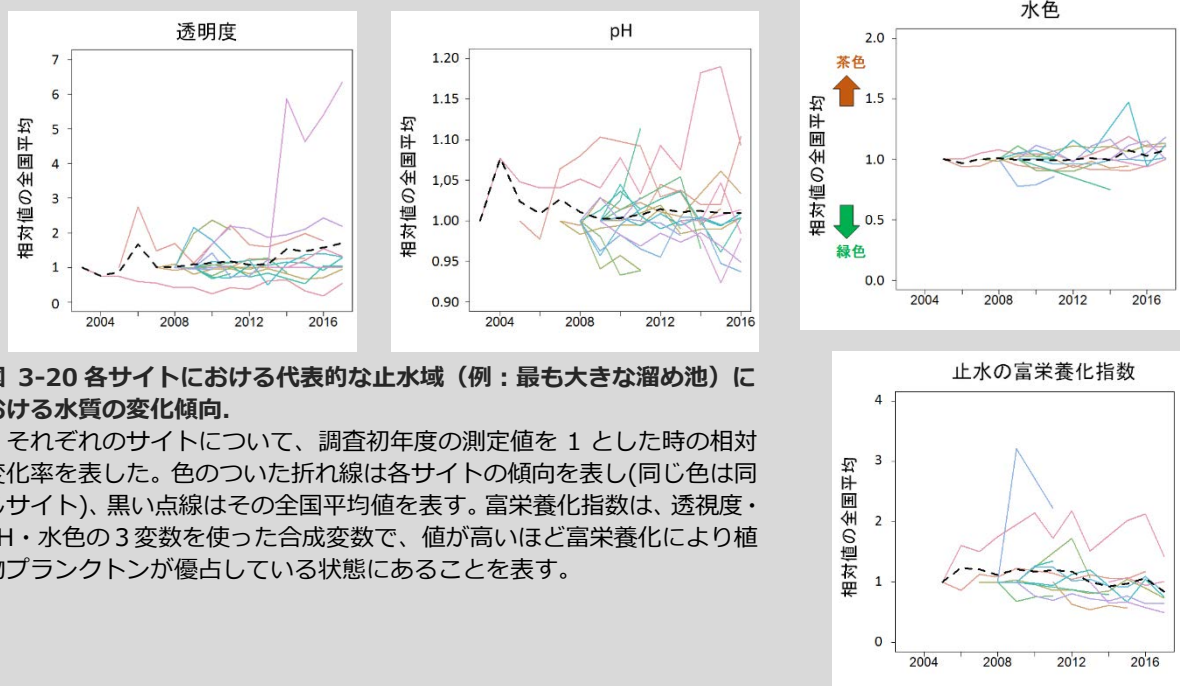 透明度
相対値の全国平均
7
6
5
4
3
2
1
0
2004 2008 2012 2016
pH
相対値の全国平均
1.20
1.15
1.10
1.05
1.00
0.95
0.90
2004 2008 2012 2016
水色
相対値の全国平均
茶色
緑色
2.0
1.5
1.0
0.5
0.0
2004 2008 2012 2016
3-20 各サイトにおける代表的な止水域（例：最も大きな溜め池）に
ける水質の変化傾向.
それぞれのサイトについて、調査初年度の測定値を 1 とした時の相対
変化率を表した。色のついた折れ線は各サイトの傾向を表し(同じ色は同
サイト)、黒い点線はその全国平均値を表す。富栄養化指数は、透視度・
H・水色の３変数を使った合成変数で、値が高いほど富栄養化により植
物プランクトンが優占している状態にあることを表す。
止水の富栄養化指数
相対値の全国平均
4
3
2
1
0
2004 2008 2012 2016